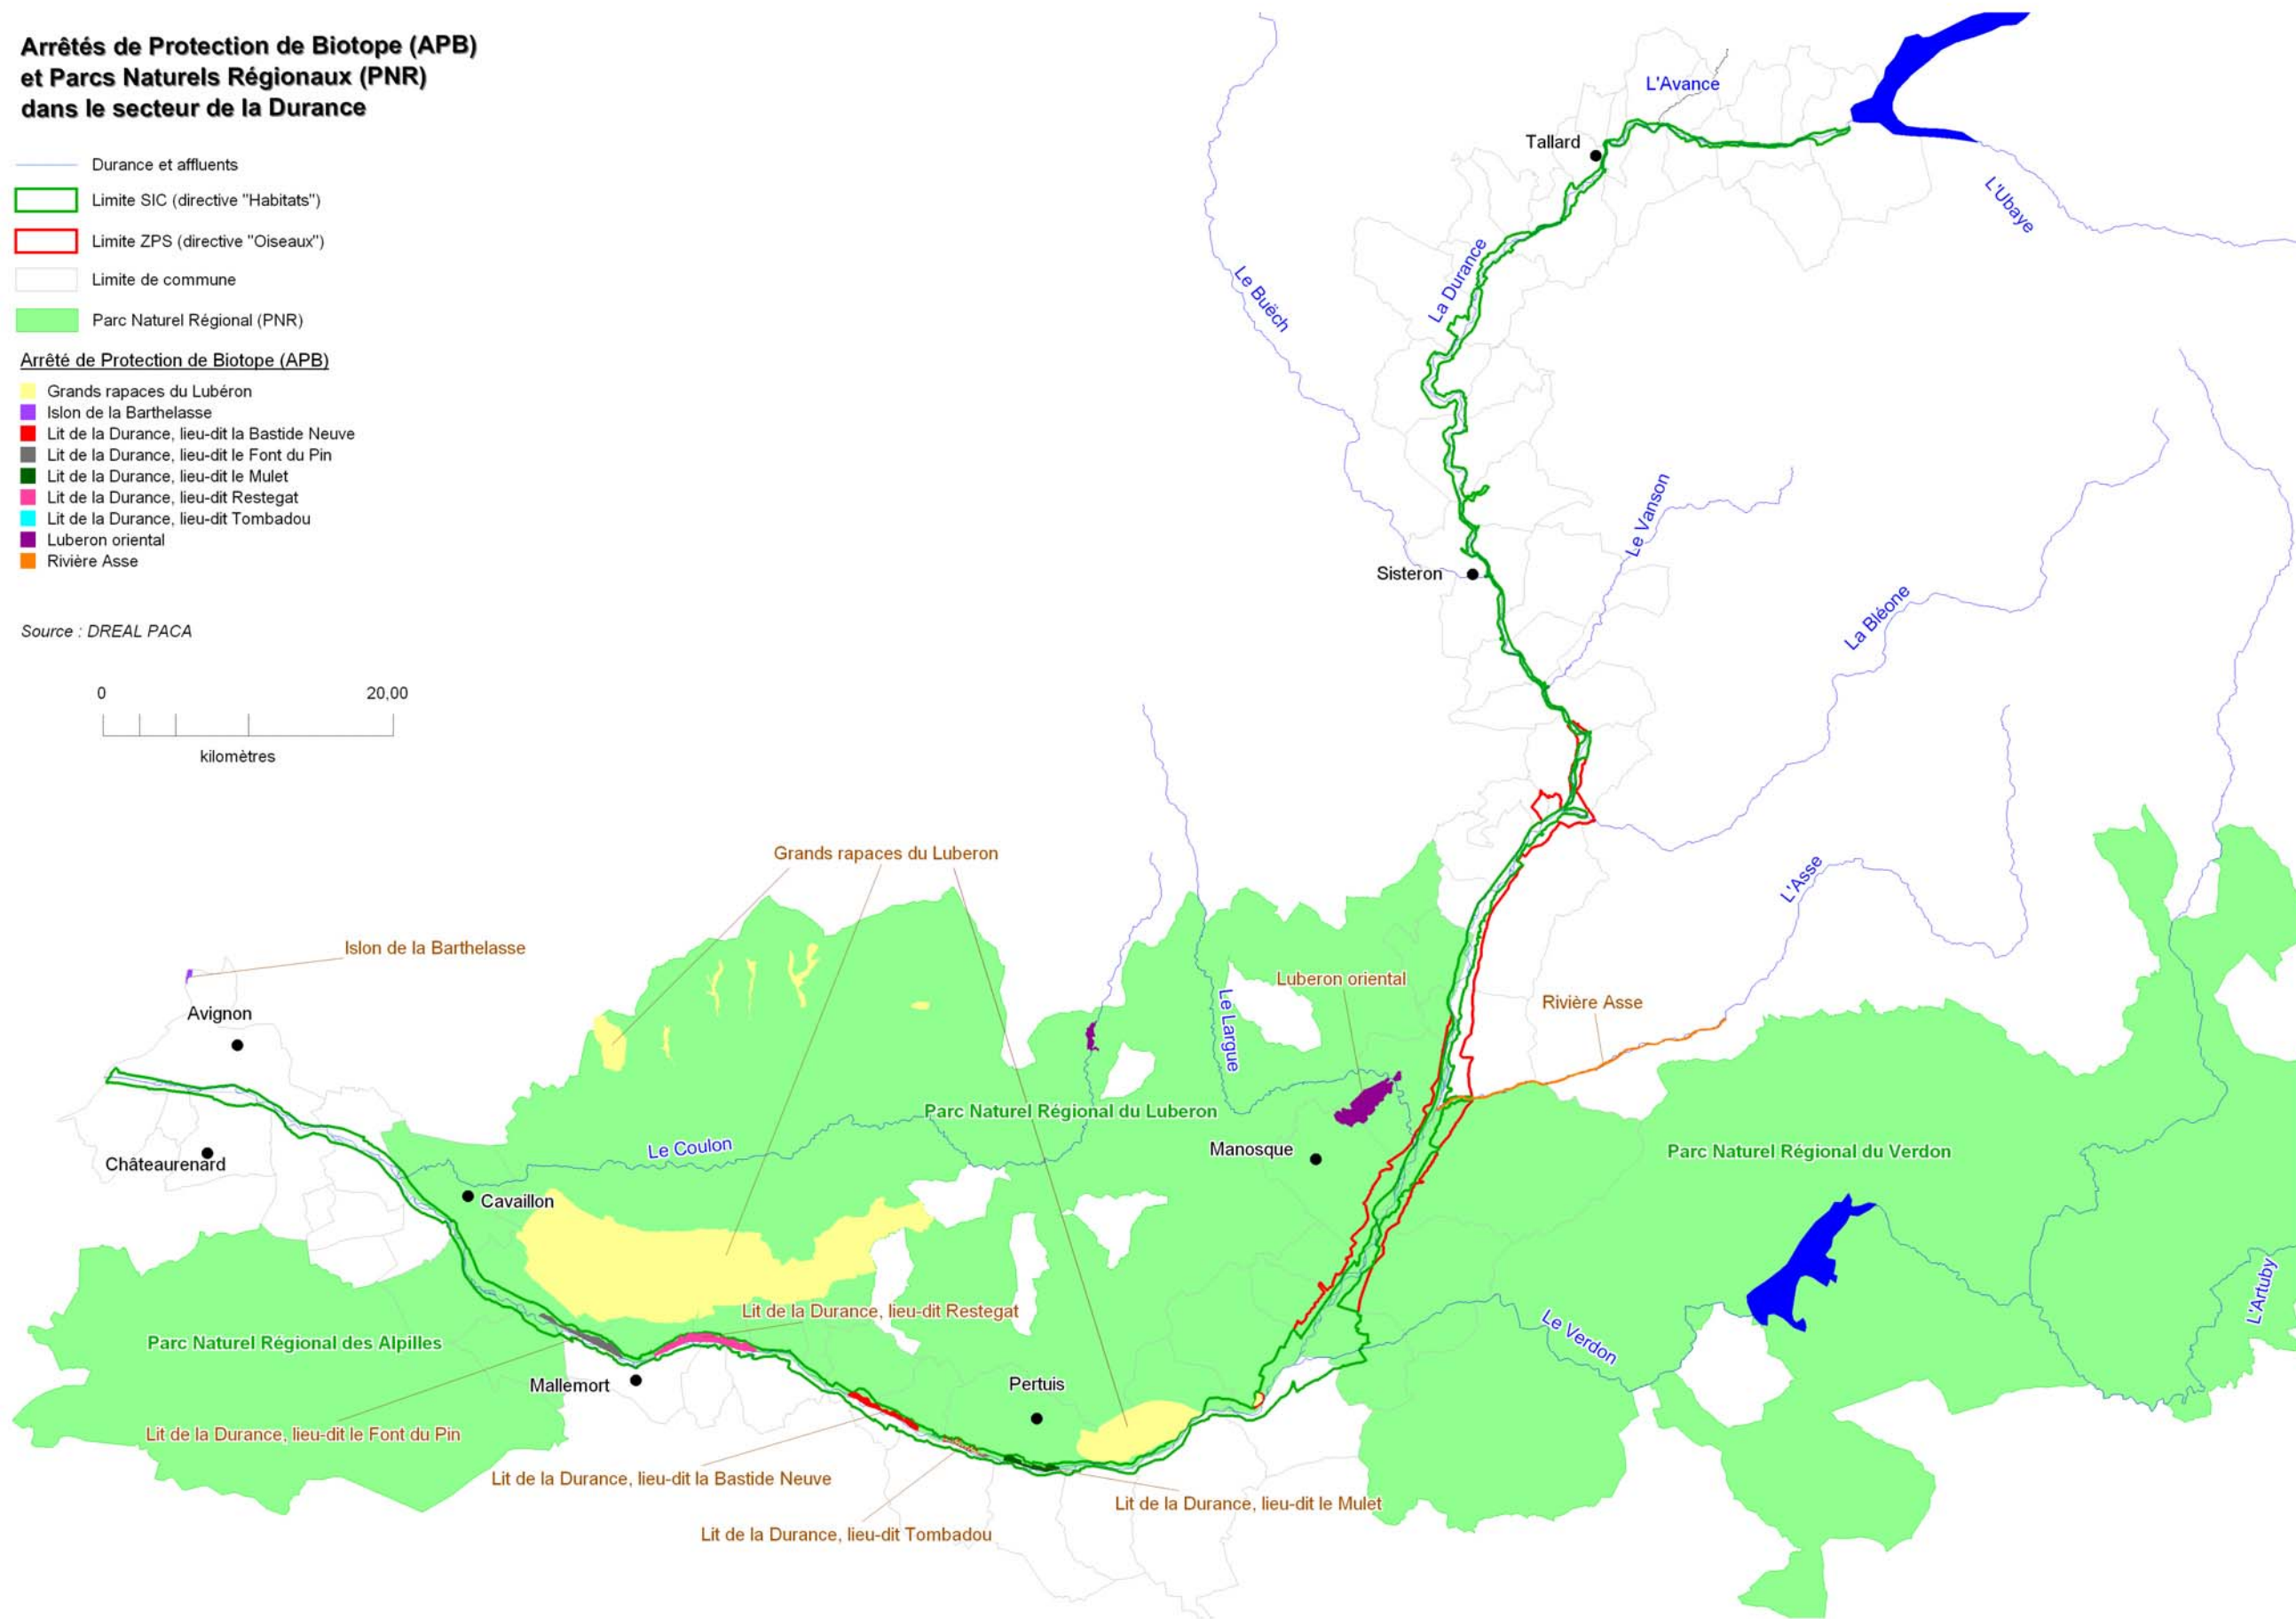 Arrêtés de Protection de Biotope (APB)
et Parcs Naturels Régionaux (PNR)
dans le secteur de la Durance
Durance et affluents
Limite SIC (directive "Habitats")
Limite ZPS (directive "Oiseaux")
Limite de commune
Parc Naturel Régional (PNR)
Arrêté de Protection de Biotope (APB)
Grands rapaces du Lubéron
Islon de la Barthelasse
Lit de la Durance, lieu-dit la Bastide Neuve
Lit de la Durance, lieu-dit le Font du Pin
Lit de la Durance, lieu-dit le Mulet
Lit de la Durance, lieu-dit Restegat
Lit de la Durance, lieu-dit Tombadou
Luberon oriental
Rivière Asse
Source : DREAL PACA
0 20,00
kilomètres
L'Avance
Tallard
L'Ubaye
La Durance
Le Buëch
Le Vanson
Sisteron
La Bléone
Grands rapaces du Luberon
L'Asse
Islon de la Barthelasse
Luberon oriental
Rivière Asse
Avignon
Le Largue
Parc Naturel Régional du Luberon
Le Coulon
Manosque
Parc Naturel Régional du Verdon
Châteaurenard
Cavaillon
L'Artuby
Lit de la Durance, lieu-dit Restegat
Parc Naturel Régional des Alpilles
Le Verdon
Mallemort
Pertuis
Lit de la Durance, lieu-dit le Font du Pin
Lit de la Durance, lieu-dit la Bastide Neuve
Lit de la Durance, lieu-dit le Mulet
Lit de la Durance, lieu-dit Tombadou